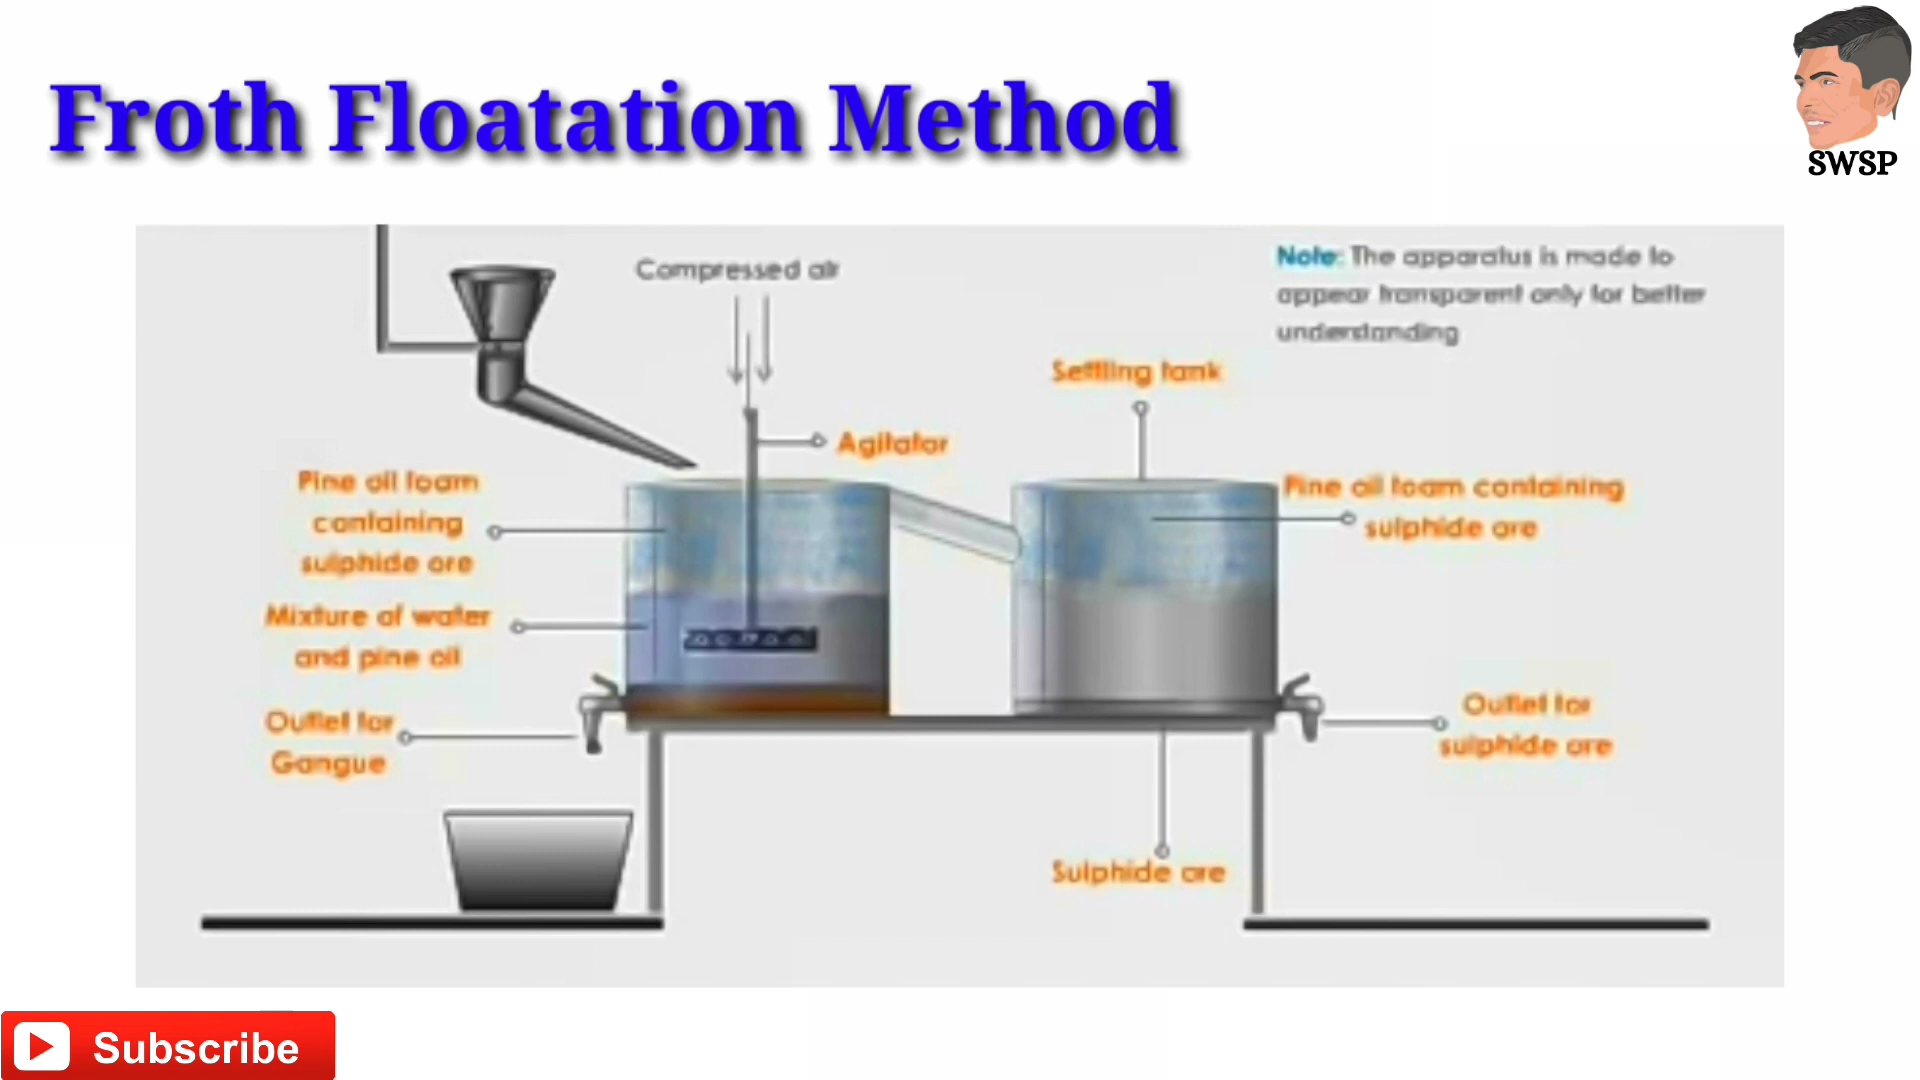 Froth Floatation Method
SWSP
Compressed air
Note: The apparatus is made to
appear transparent only for better
understanding
Settling tank
Agitator
Pine oil foam
containing
sulphide ore
Pine oil foam containing
sulphide ore
Mixture of water
and pine oil
Outlet for
Gangue
Outlet for
sulphide ore
Sulphide ore
Subscribe